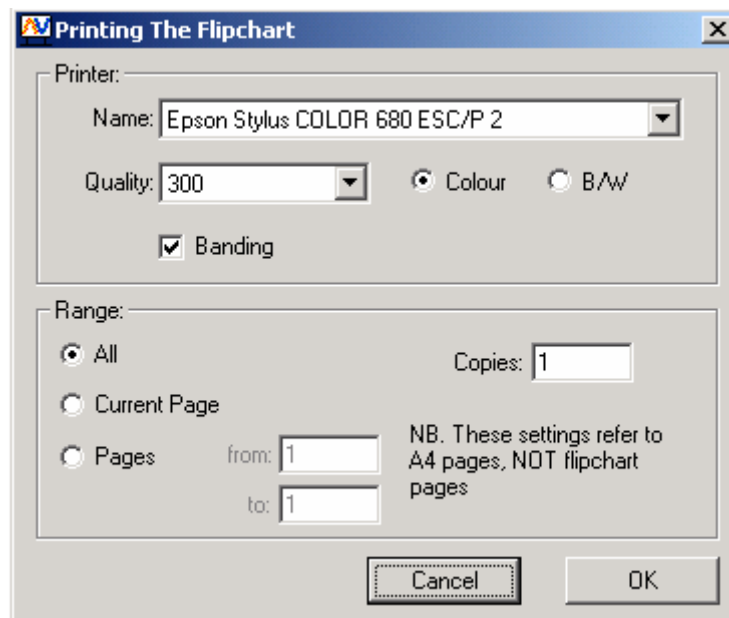 Printing The Flipchart
Printer:
Name: Epson Stylus COLOR 680 ESC/P 2
Quality: 300 Colour B/W
Banding
Range:
All Copies: 1
Current Page
Pages from: 1
to: 1
NB. These settings refer to
A4 pages, NOT flipchart
pages
Cancel OK